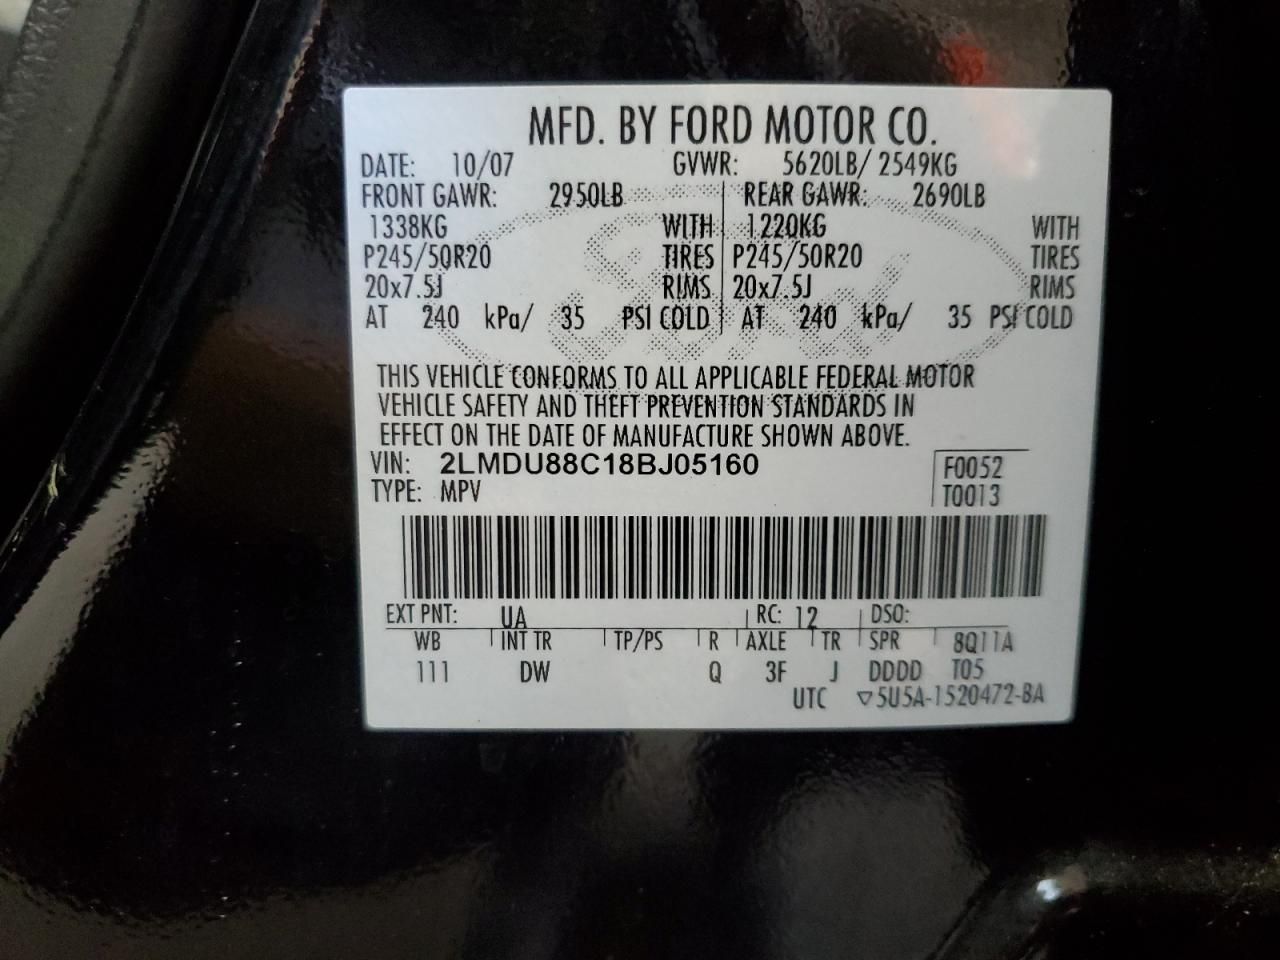 MFD. BY FORD MOTOR CO.
DATE: 10/07 GVWR: 5620LB/ 2549KG
FRONT GAWR: 2950LB REAR GAWR: 2690LB
1338KG WITH 1220KG WITH
P245/50R20 TIRES P245/50R20 TIRES
20x7.5J RIMS 20x7.5J RIMS
AT 240 kPa/ 35 PSI COLD AT 240 kPa/ 35 PSI COLD
THIS VEHICLE CONFORMS TO ALL APPLICABLE FEDERAL MOTOR
VEHICLE SAFETY AND THEFT PREVENTION STANDARDS IN
EFFECT ON THE DATE OF MANUFACTURE SHOWN ABOVE.
VIN: 2LMDU88C18BJ05160 F0052
TYPE: MPV T0013
EXT PNT: UA RC: 12 DSO:
WB INT TR TP/PS R AXLE TR SPR 8Q11A
111 DW Q 3F J DDDD T05
UTC ▽5U5A-1520472-BA